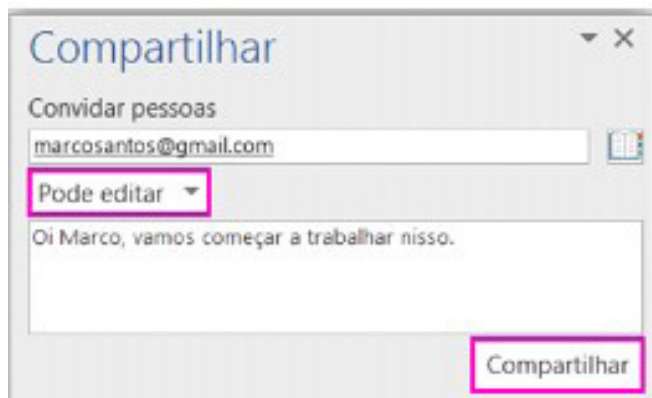 Compartilhar
Convidar pessoas
marcosantos@gmail.com
Pode editar
Oi Marco, vamos começar a trabalhar nisso.
Compartilhar